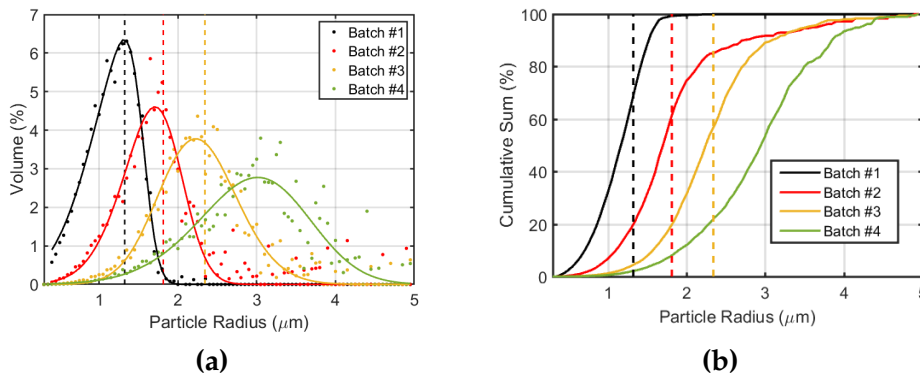 7
6
5
4
3
2
1
0
Volume (%)
1
2
3
4
5
Particle Radius (μm)
Batch #1
Batch #2
Batch #3
Batch #4
(a)
100
80
60
40
20
0
Cumulative Sum (%)
1
2
3
4
5
Particle Radius (μm)
Batch #1
Batch #2
Batch #3
Batch #4
(b)